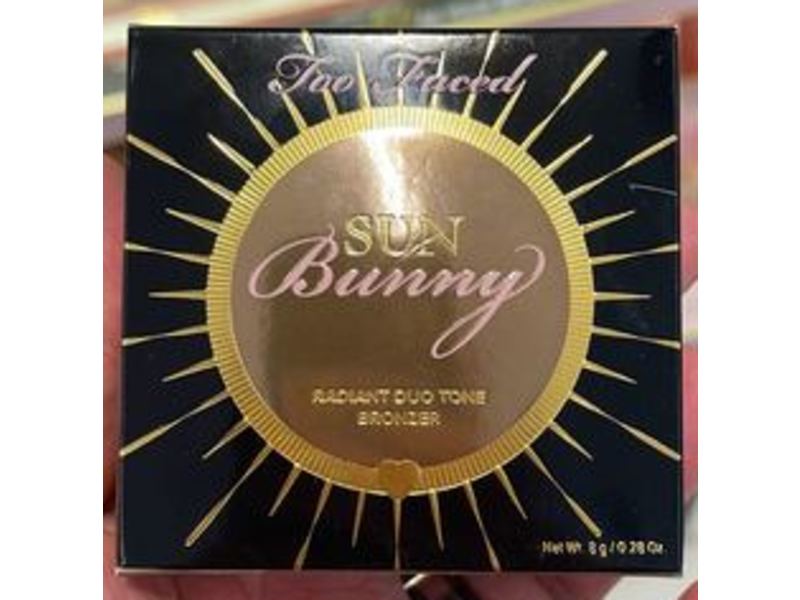 Too Faced
SUN
Bunny
RADIANT DUO TONE
BRONZER
Net Wt. 8 g / 0.28 Oz.